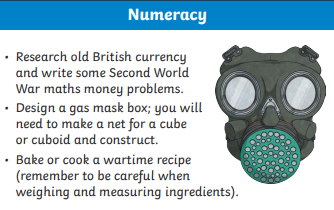 Numeracy
• Research old British currency
and write some Second World
War maths money problems.
• Design a gas mask box; you will
need to make a net for a cube
or cuboid and construct.
• Bake or cook a wartime recipe
(remember to be careful when
weighing and measuring ingredients).